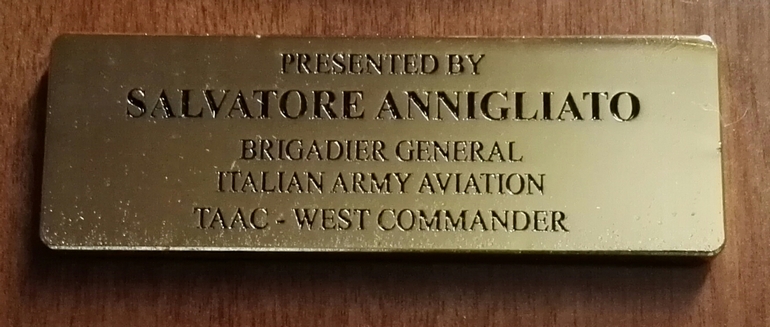 PRESENTED BY
SALVATORE ANNIGLIATO
BRIGADIER GENERAL
ITALIAN ARMY AVIATION
TAAC - WEST COMMANDER